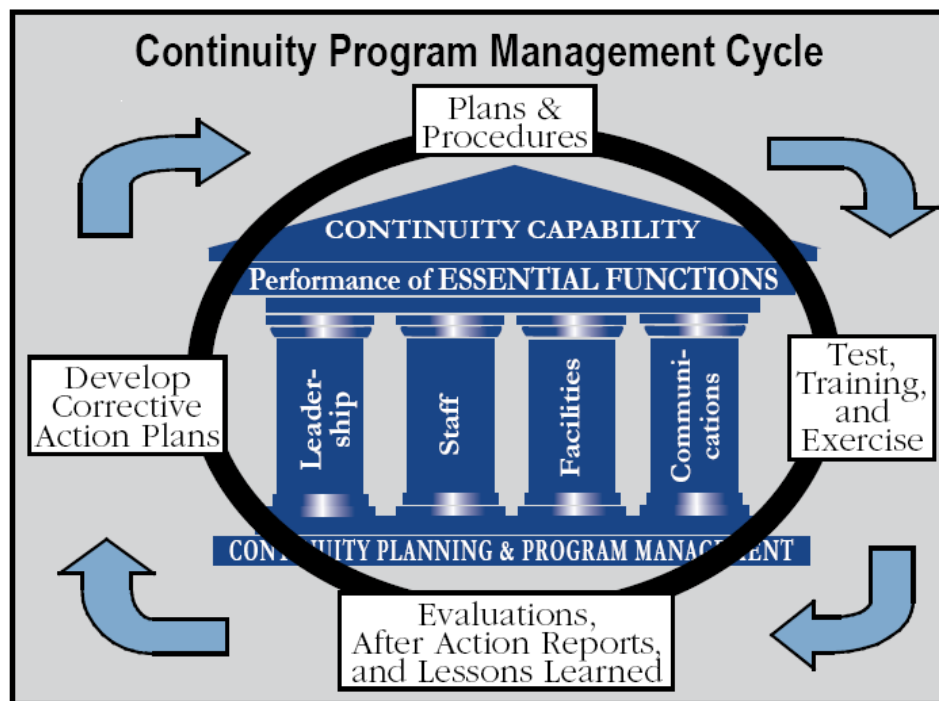 Continuity Program Management Cycle
Plans &
Procedures
CONTINUITY CAPABILITY
Performance of ESSENTIAL FUNCTIONS
Leader-
ship
Staff
Facilities
Communi-
cations
Test,
Training,
and
Exercise
Develop
Corrective
Action Plans
CONTINUITY PLANNING & PROGRAM MANAGEMENT
Evaluations,
After Action Reports,
and Lessons Learned